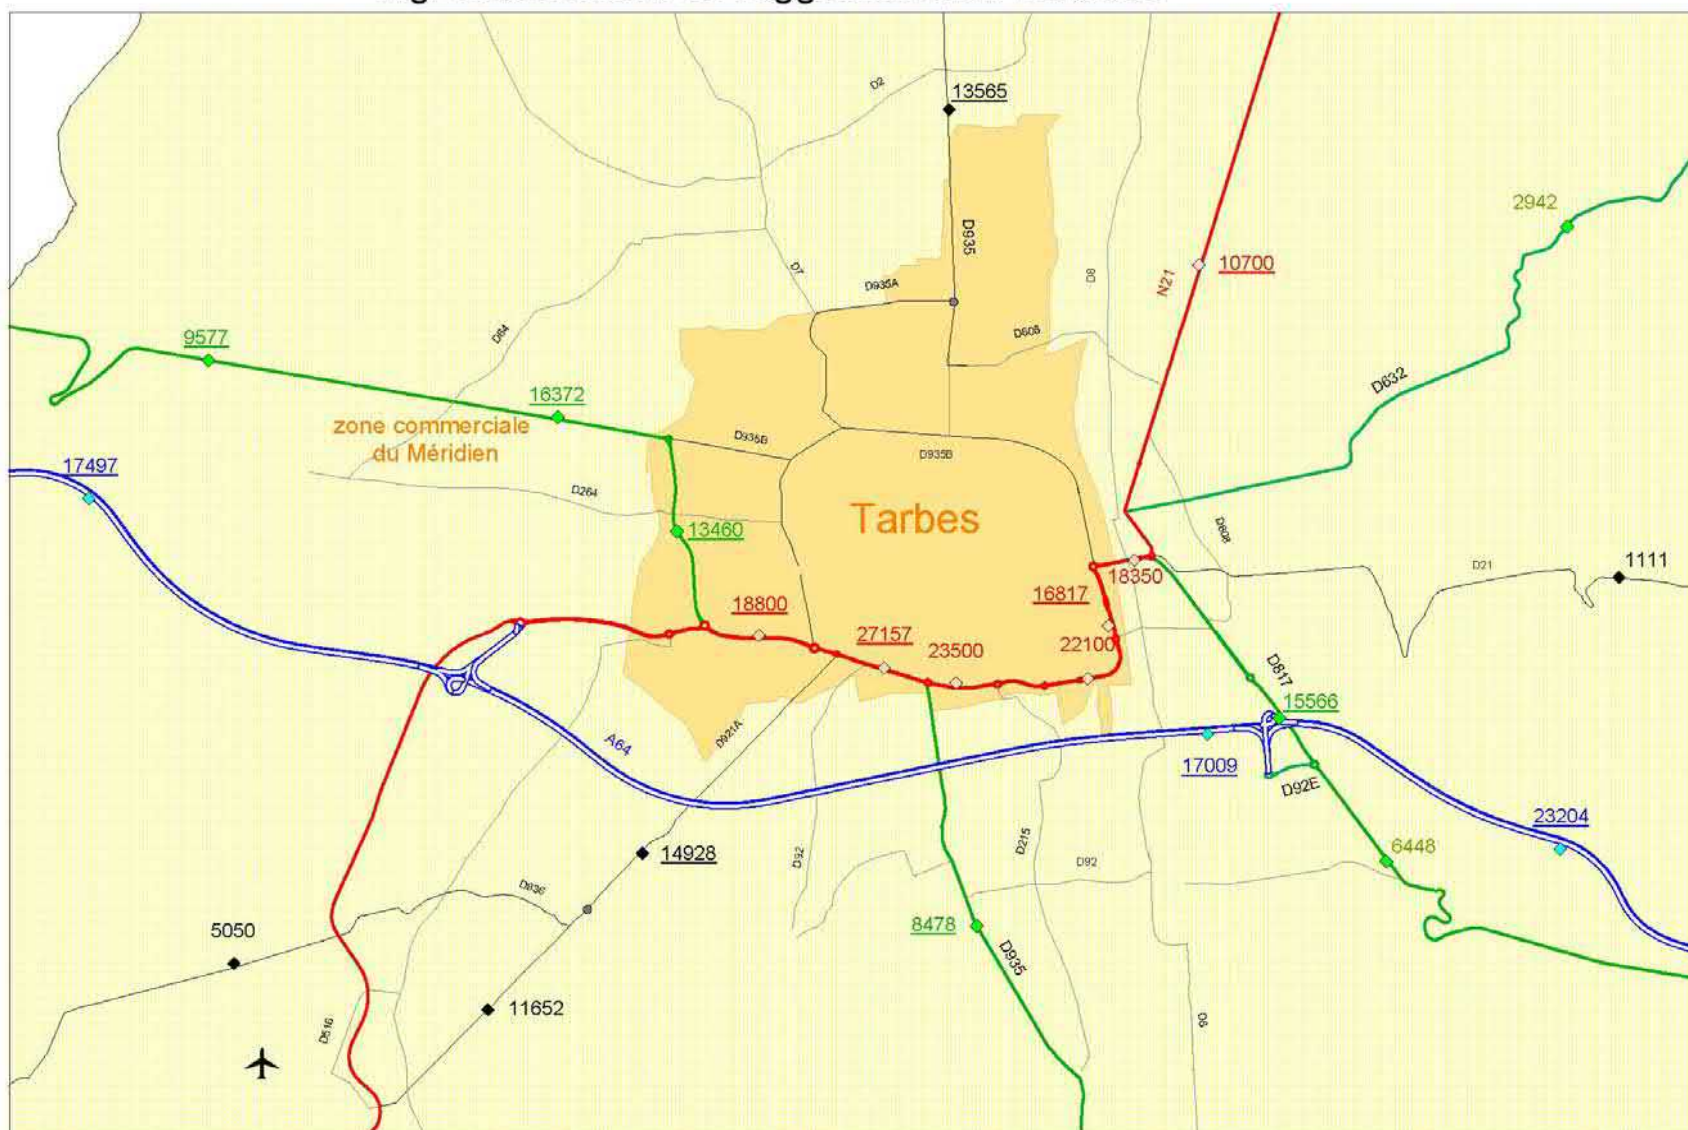 D2
13565
2942
D935
D7
D8
N21
10700
D935A
D64
D608
9577
D632
16372
zone commerciale
du Méridien
D935B
D935B
17497
D264
Tarbes
13460
D608
D21
1111
18350
18800
16817
27157
23500
22100
D817
15566
D921A
A64
17009
D92E
23204
14928
D92
D215
D92
6448
D936
5050
8478
D935
11652
D516
D6